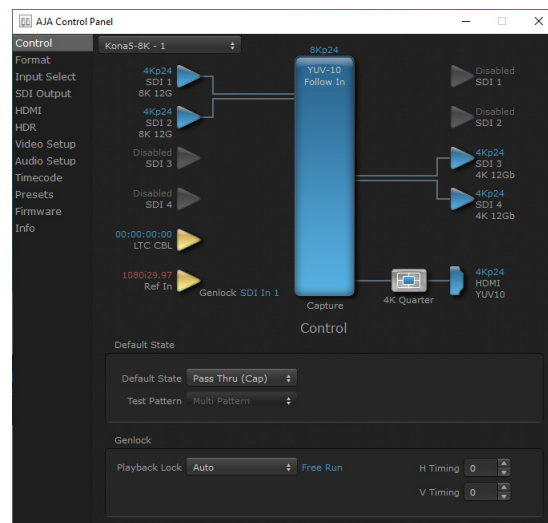 AJA Control Panel
Control
Format
Input Select
SDI Output
HDMI
HDR
Video Setup
Audio Setup
Timecode
Presets
Firmware
Info
Kona5-8K - 1
8Kp24
YUV-10
Follow In
4Kp24
SDI 1
8K 12G
4Kp24
SDI 2
8K 12G
Disabled
SDI 3
Disabled
SDI 4
00:00:00:00
LTC CBL
1080i29.97
Ref In
Genlock SDI In 1
Capture
Disabled
SDI 1
Disabled
SDI 2
4Kp24
SDI 3
4K 12Gb
4Kp24
SDI 4
4K 12Gb
4K Quarter
4Kp24
HDMI
YUV10
Control
Default State
Default State Pass Thru (Cap)
Test Pattern Multi Pattern
Genlock
Playback Lock Auto Free Run H Timing 0
V Timing 0